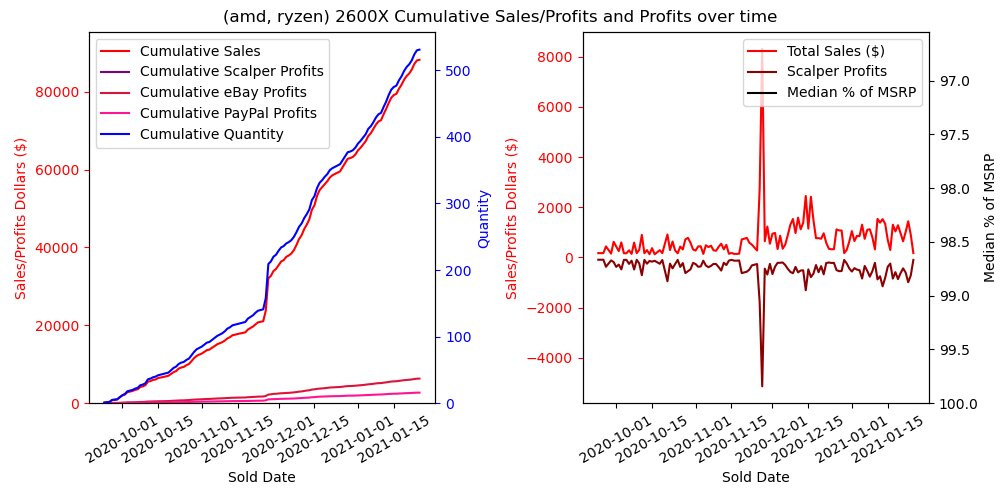 (amd, ryzen) 2600X Cumulative Sales/Profits and Profits over time
Cumulative Sales
Cumulative Scalper Profits
Cumulative eBay Profits
Cumulative PayPal Profits
Cumulative Quantity
Sales/Profits Dollars ($)
80000
60000
40000
20000
0
500
400
300
200
100
0
Quantity
2020-10-01
2020-10-15
2020-11-01
2020-11-15
2020-12-01
2020-12-15
2021-01-01
2021-01-15
Sold Date
Total Sales ($)
Scalper Profits
Median % of MSRP
Sales/Profits Dollars ($)
8000
6000
4000
2000
0
−2000
−4000
97.0
97.5
98.0
98.5
99.0
99.5
100.0
Median % of MSRP
2020-10-01
2020-10-15
2020-11-01
2020-11-15
2020-12-01
2020-12-15
2021-01-01
2021-01-15
Sold Date